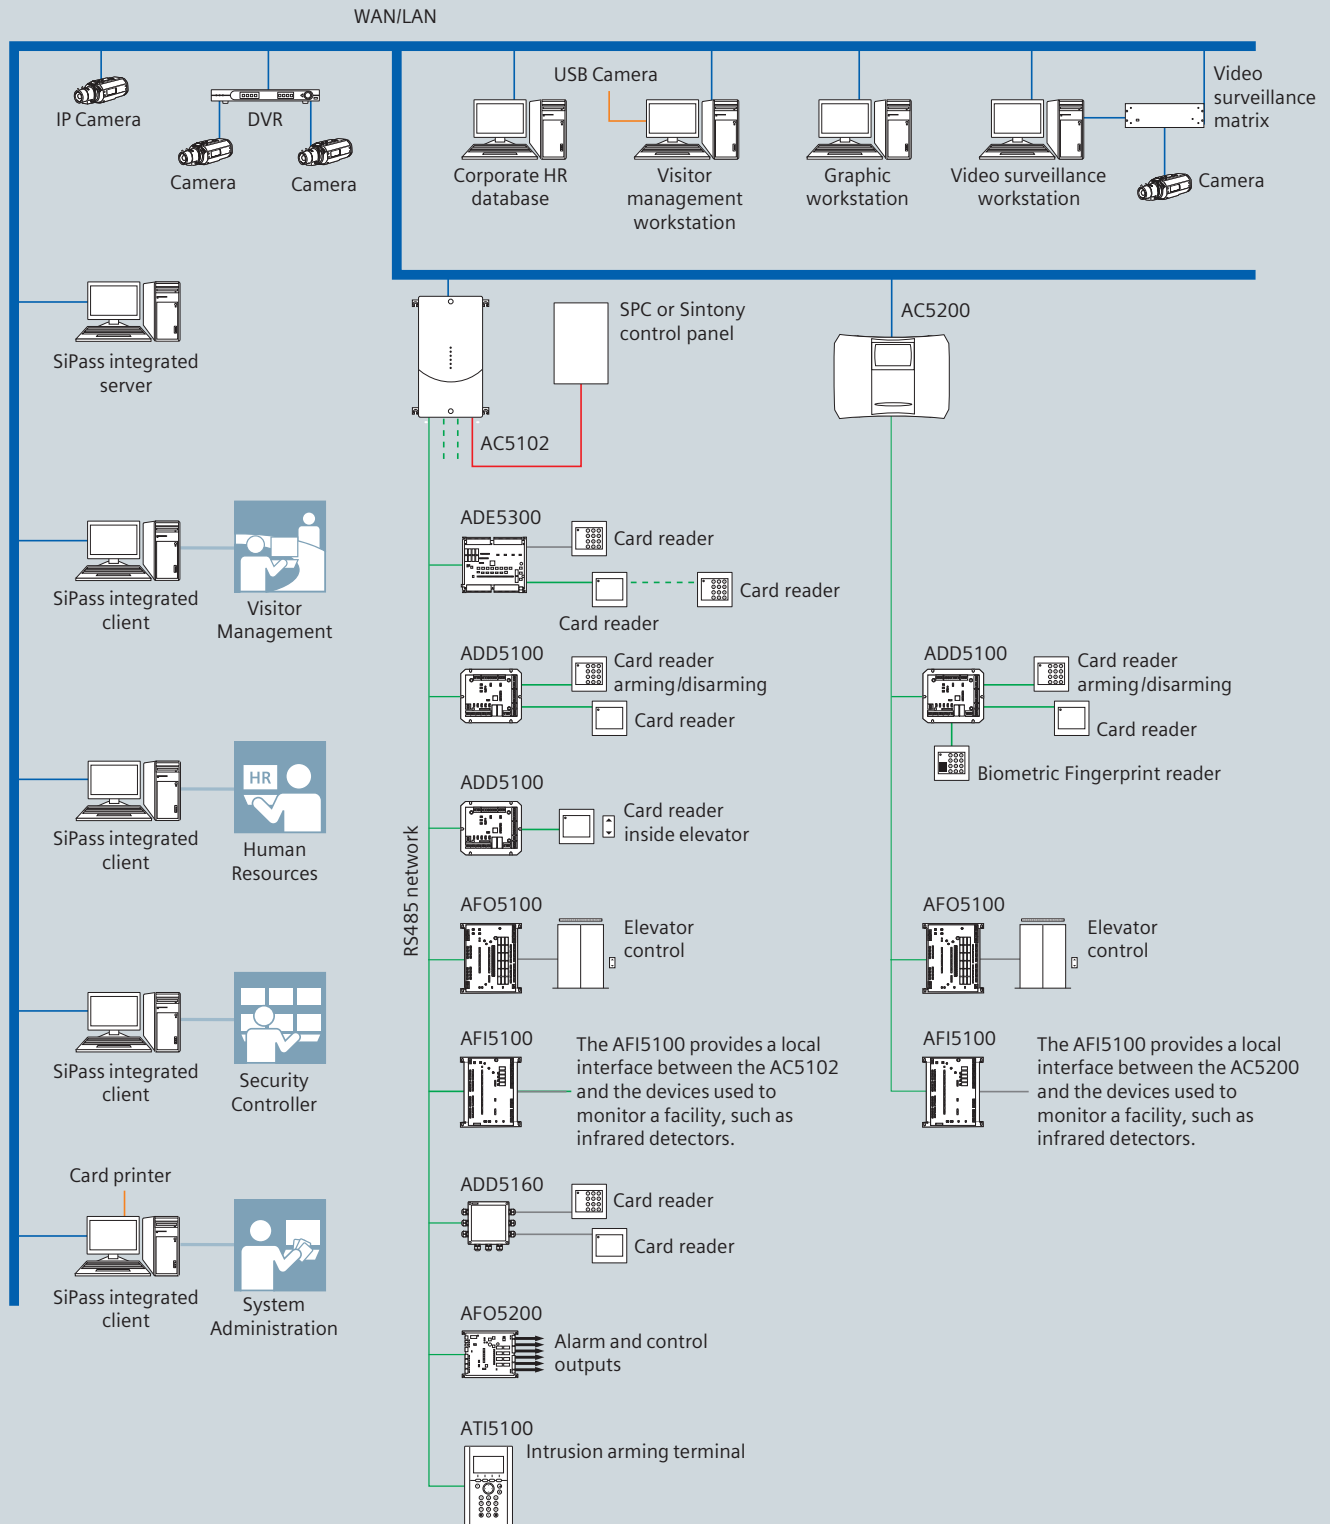 WAN/LAN
IP Camera
DVR
Camera
Camera
USB Camera
Corporate HR
database
Visitor
management
workstation
Graphic
workstation
Video surveillance
workstation
Video
surveillance
matrix
Camera
SiPass integrated
server
SiPass integrated
client
Visitor
Management
SiPass integrated
client
HR
Human
Resources
SiPass integrated
client
Security
Controller
Card printer
SiPass integrated
client
System
Administration
SPC or Sintony
control panel
AC5102
RS485 network
ADE5300
Card reader
Card reader
Card reader
ADD5100
Card reader
arming/disarming
Card reader
ADD5100
Card reader
inside elevator
AFO5100
Elevator
control
AFI5100
The AFI5100 provides a local
interface between the AC5102
and the devices used to
monitor a facility, such as
infrared detectors.
ADD5160
Card reader
Card reader
AFO5200
Alarm and control
outputs
ATI5100
Intrusion arming terminal
AC5200
ADD5100
Card reader
arming/disarming
Card reader
Biometric Fingerprint reader
AFO5100
Elevator
control
AFI5100
The AFI5100 provides a local
interface between the AC5200
and the devices used to
monitor a facility, such as
infrared detectors.